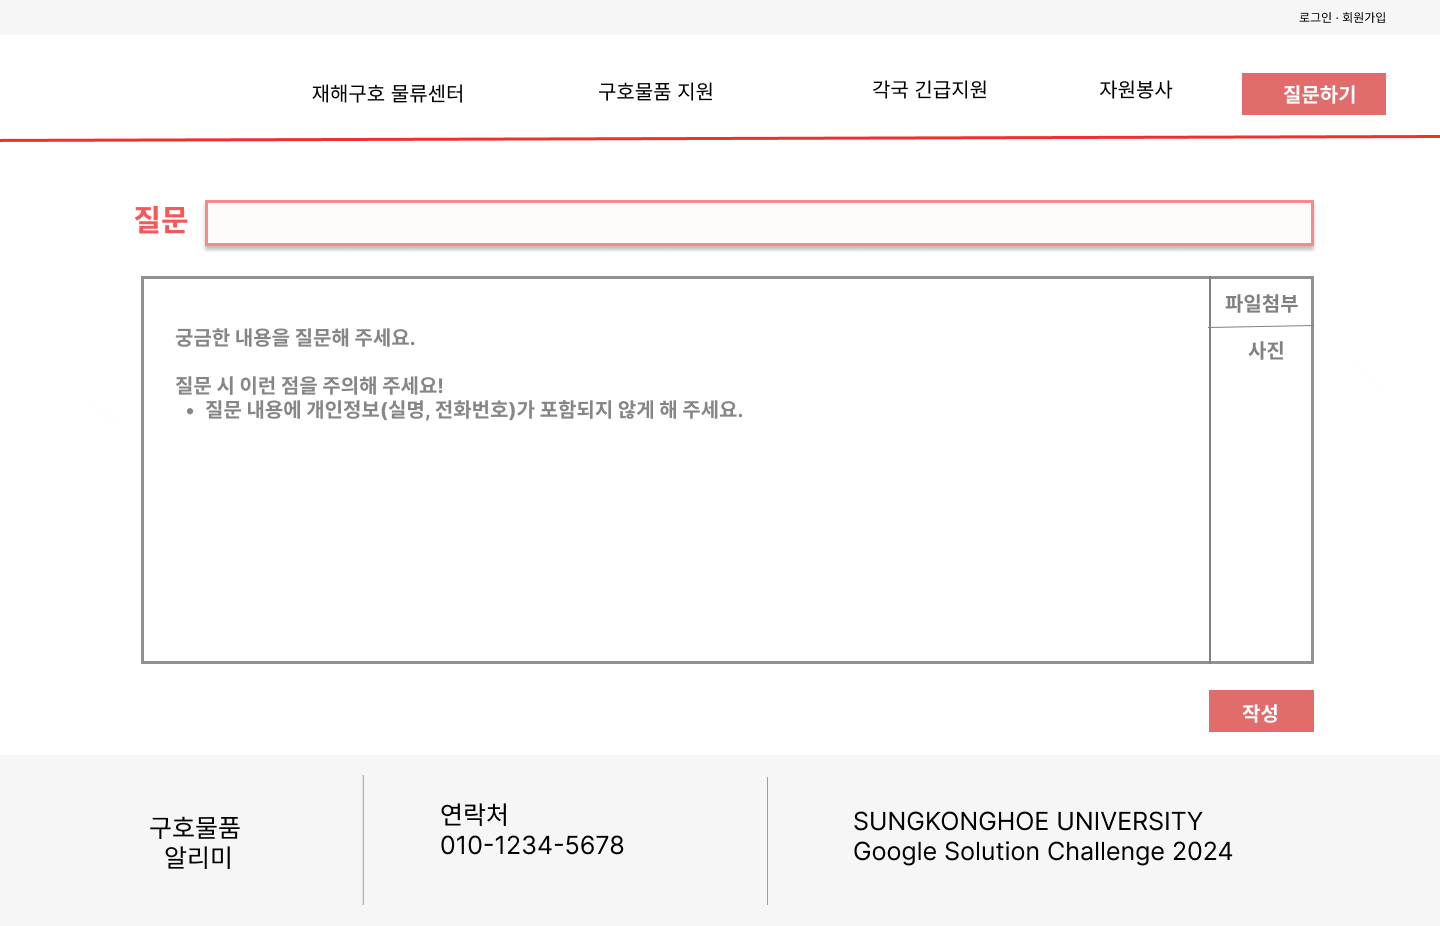 로그인 · 회원가입
재해구호 물류센터
구호물품 지원
각국 긴급지원
자원봉사
질문하기
질문
파일첨부
사진
궁금한 내용을 질문해 주세요.
질문 시 이런 점을 주의해 주세요!
• 질문 내용에 개인정보(실명, 전화번호)가 포함되지 않게 해 주세요.
작성
구호물품
알리미
연락처
010-1234-5678
SUNGKONGHOE UNIVERSITY
Google Solution Challenge 2024